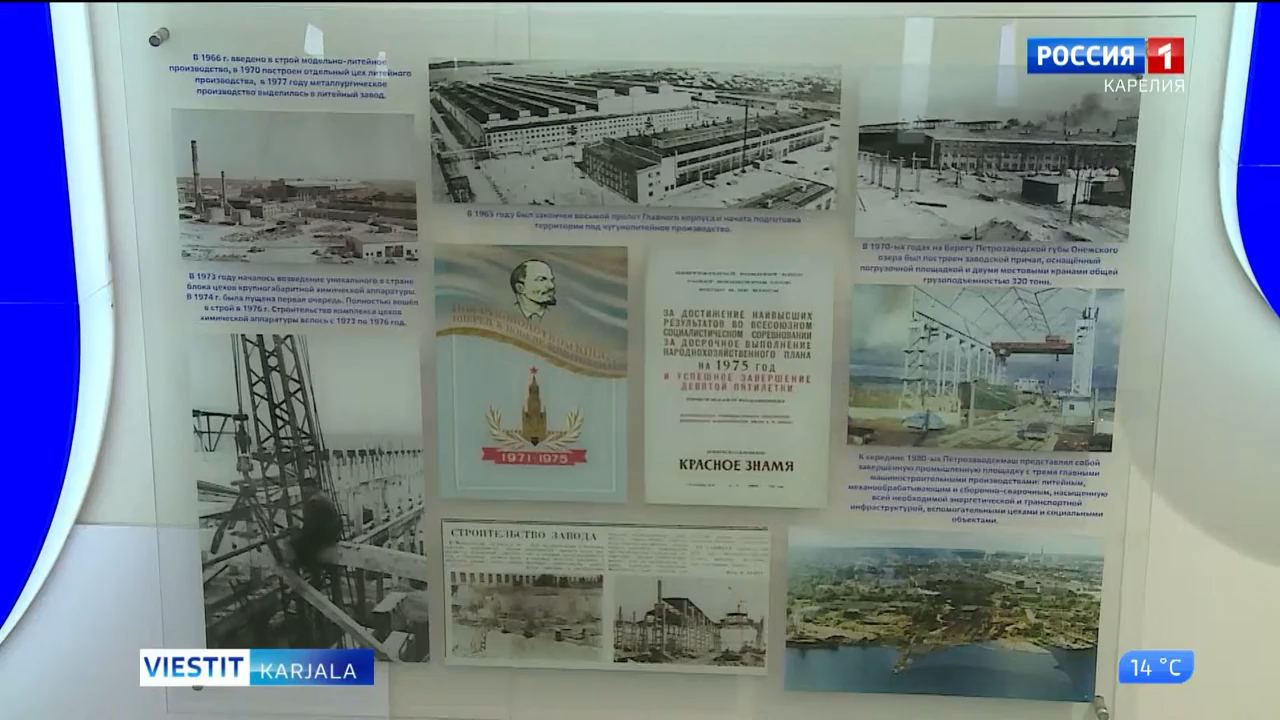 РОССИЯ 1
КАРЕЛИЯ
В 1966 г. введено в строй модельно-литейное
производство, в 1970 построен отдельный цех литейного
производства, в 1977 году металлургическое
производство выделилось в литейный завод.
В 1965 году был закончен восьмой пролет Главного корпуса и начата подготовка
территории под чугунолитейное производство.
В 1970-ых годах на берегу Петрозаводской губы Онежского
озера был построен заводской причал, оснащённый
погрузочной площадкой и двумя мостовыми кранами общей
грузоподъемностью 320 тонн.
В 1973 году началось возведение уникального в стране
блока цехов крупногабаритной химической аппаратуры.
В 1974 г. была пущена первая очередь. Полностью вошёл
в строй в 1976 г. Строительство комплекса цехов
химической аппаратуры велось с 1973 по 1976 год.
1971-1975
ЗА ДОСТИЖЕНИЕ НАИВЫСШИХ
РЕЗУЛЬТАТОВ ВО ВСЕСОЮЗНОМ
СОЦИАЛИСТИЧЕСКОМ СОРЕВНОВАНИИ
ЗА ДОСРОЧНОЕ ВЫПОЛНЕНИЕ
НАРОДНОХОЗЯЙСТВЕННОГО ПЛАНА
НА 1975 ГОД
И УСПЕШНОЕ ЗАВЕРШЕНИЕ
ДЕВЯТОЙ ПЯТИЛЕТКИ
КРАСНОЕ ЗНАМЯ
К середине 1980-ых Петрозаводскмаш представлял собой
завершённую промышленную площадку с тремя главными
машиностроительными производствами: литейным,
механообрабатывающим и сборочно-сварочным, насыщенную
всей необходимой энергетической и транспортной
инфраструктурой, вспомогательными цехами и социальными
объектами.
СТРОИТЕЛЬСТВО ЗАВОДА
VIESTIT KARJALA
14 °C